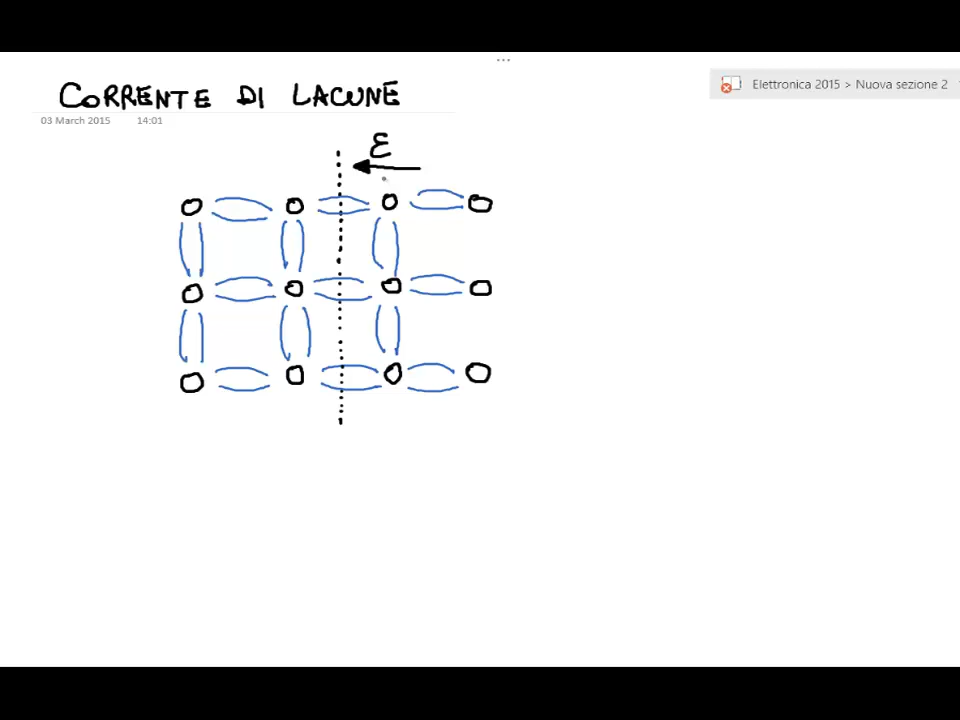 CORRENTE DI LACUNE
Elettronica 2015 > Nuova sezione 2
03 March 2015 14:01
ε